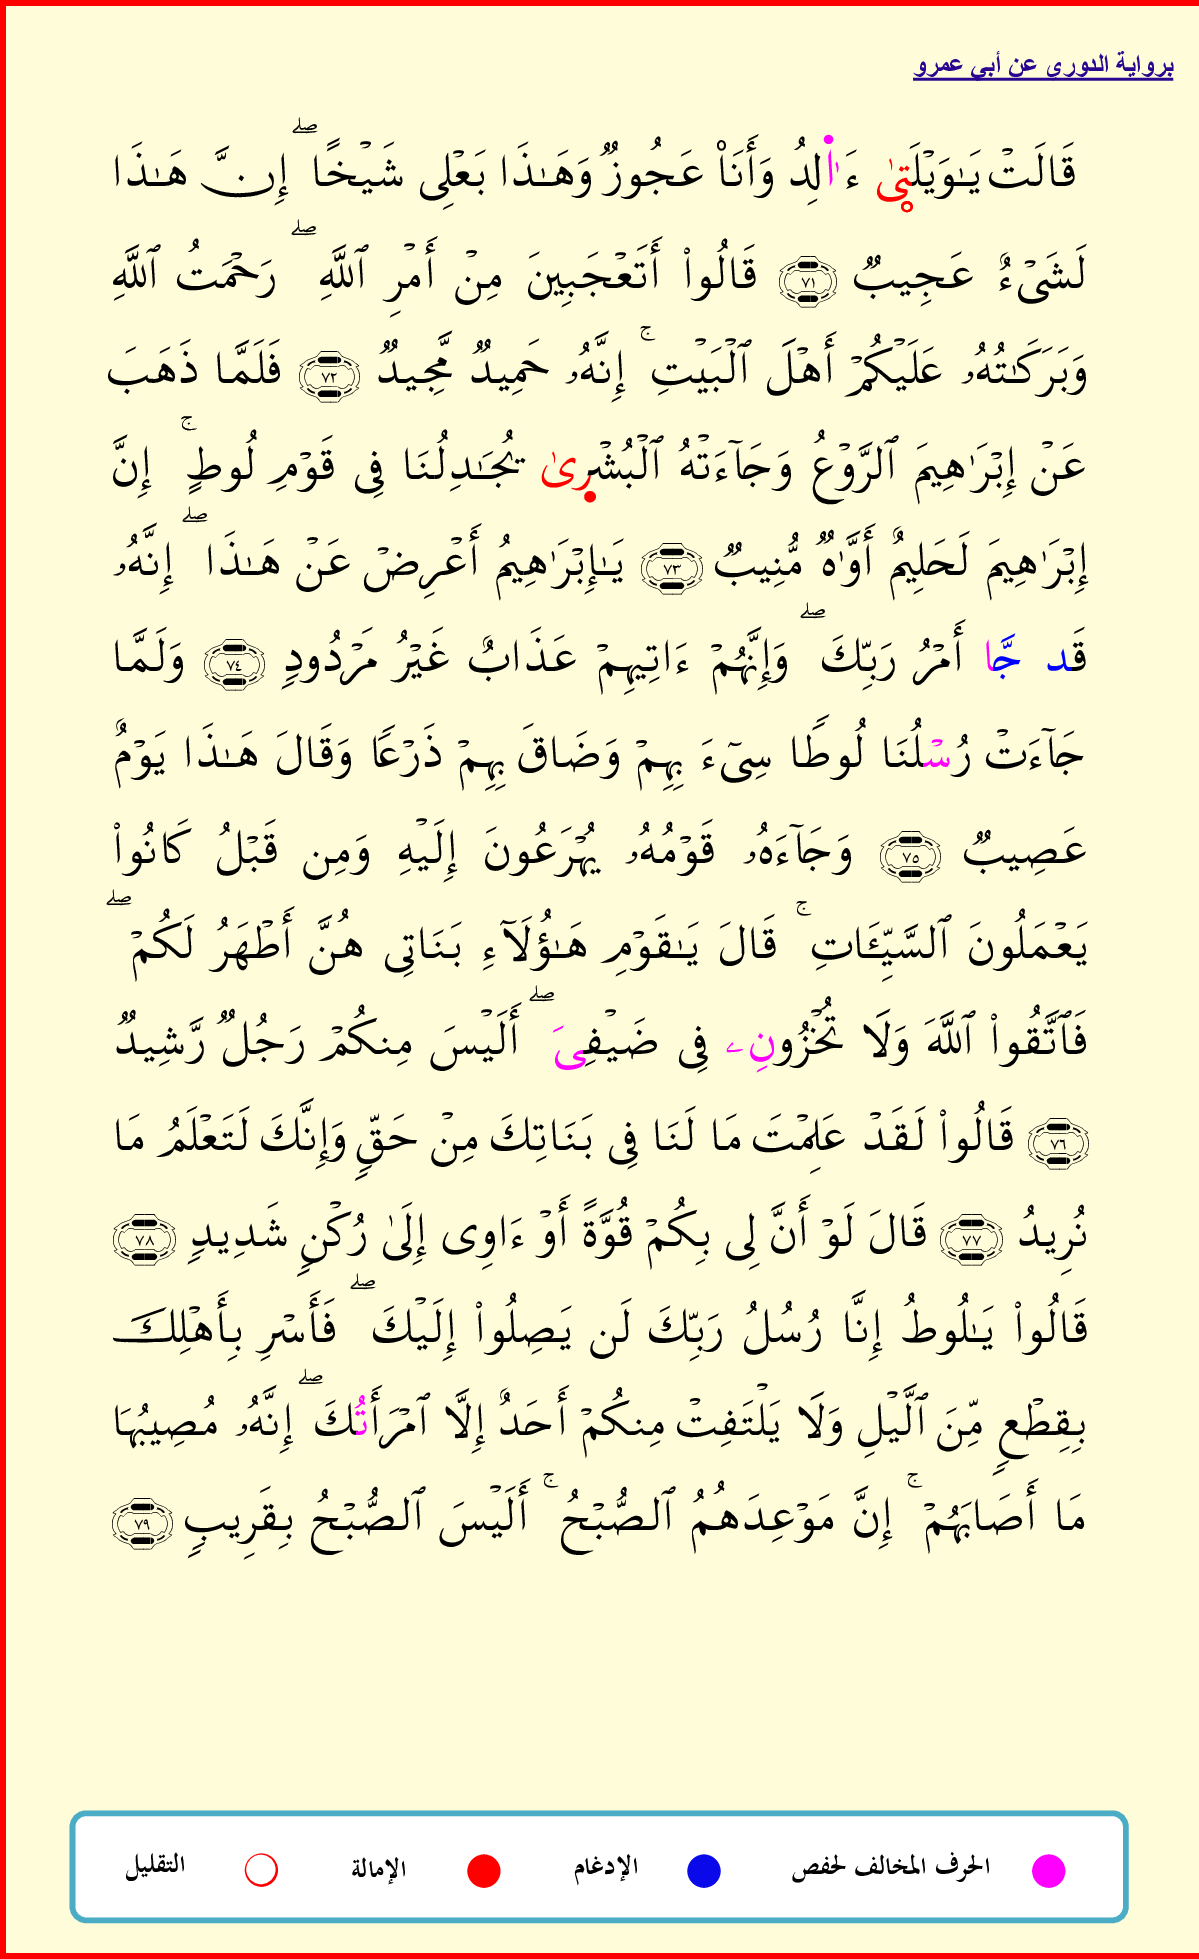 برواية الدورى عن أبى عمرو
قَالَتۡ يَٰوَيۡلَتٜىٰ ءَا۬لِدُ وَأَنَا۠ عَجُوزٞ وَهَٰذَا بَعۡلِى شَيۡخًاۖ إِنَّ هَٰذَا
لَشَىۡءٌ عَجِيبٞ ٧١ قَالُواْ أَتَعۡجَبِينَ مِنۡ أَمۡرِ ٱللَّهِۖ رَحۡمَتُ ٱللَّهِ
وَبَرَكَٰتُهُۥ عَلَيۡكُمۡ أَهۡلَ ٱلۡبَيۡتِۚ إِنَّهُۥ حَمِيدٞ مَّجِيدٞ ٧٢ فَلَمَّا ذَهَبَ
عَنۡ إِبۡرَٰهِيمَ ٱلرَّوۡعُ وَجَآءَتۡهُ ٱلۡبُشۡرٜىٰ يُجَٰدِلُنَا فِى قَوۡمِ لُوطٍۚ إِنَّ
إِبۡرَٰهِيمَ لَحَلِيمٌ أَوَّٰهٞ مُّنِيبٞ ٧٣ يَٰإِبۡرَٰهِيمُ أَعۡرِضۡ عَنۡ هَٰذَاۖ إِنَّهُۥ
قَد جَّا أَمۡرُ رَبِّكَۖ وَإِنَّهُمۡ ءَاتِيهِمۡ عَذَابٌ غَيۡرُ مَرۡدُودٖ ٧٤ وَلَمَّا
جَآءَتۡ رُسۡلُنَا لُوطٗا سِىٓءَ بِهِمۡ وَضَاقَ بِهِمۡ ذَرۡعٗا وَقَالَ هَٰذَا يَوۡمٌ
عَصِيبٞ ٧٥ وَجَآءَهُۥ قَوۡمُهُۥ يُهۡرَعُونَ إِلَيۡهِ وَمِن قَبۡلُ كَانُواْ
يَعۡمَلُونَ ٱلسَّيِّـَٔاتِۚ قَالَ يَٰقَوۡمِ هَٰؤُلَآءِ بَنَاتِى هُنَّ أَطۡهَرُ لَكُمۡۖ
فَٱتَّقُواْ ٱللَّهَ وَلَا تُخۡزُونِۦ فِى ضَيۡفِىَۖ أَلَيۡسَ مِنكُمۡ رَجُلٞ رَّشِيدٞ
٧٦ قَالُواْ لَقَدۡ عَلِمۡتَ مَا لَنَا فِى بَنَاتِكَ مِنۡ حَقّٖ وَإِنَّكَ لَتَعۡلَمُ مَا
نُرِيدُ ٧٧ قَالَ لَوۡ أَنَّ لِى بِكُمۡ قُوَّةً أَوۡ ءَاوِى إِلَىٰ رُكۡنٖ شَدِيدٖ ٧٨
قَالُواْ يَٰلُوطُ إِنَّا رُسُلُ رَبِّكَ لَن يَصِلُواْ إِلَيۡكَۖ فَأَسۡرِ بِأَهۡلِكَ
بِقِطۡعٖ مِّنَ ٱلَّيۡلِ وَلَا يَلۡتَفِتۡ مِنكُمۡ أَحَدٌ إِلَّا ٱمۡرَأَتُكَۖ إِنَّهُۥ مُصِيبُهَا
مَا أَصَابَهُمۡۚ إِنَّ مَوۡعِدَهُمُ ٱلصُّبۡحُۚ أَلَيۡسَ ٱلصُّبۡحُ بِقَرِيبٖ ٧٩
الحرف المخالف لحفص الإدغام الإمالة التقليل